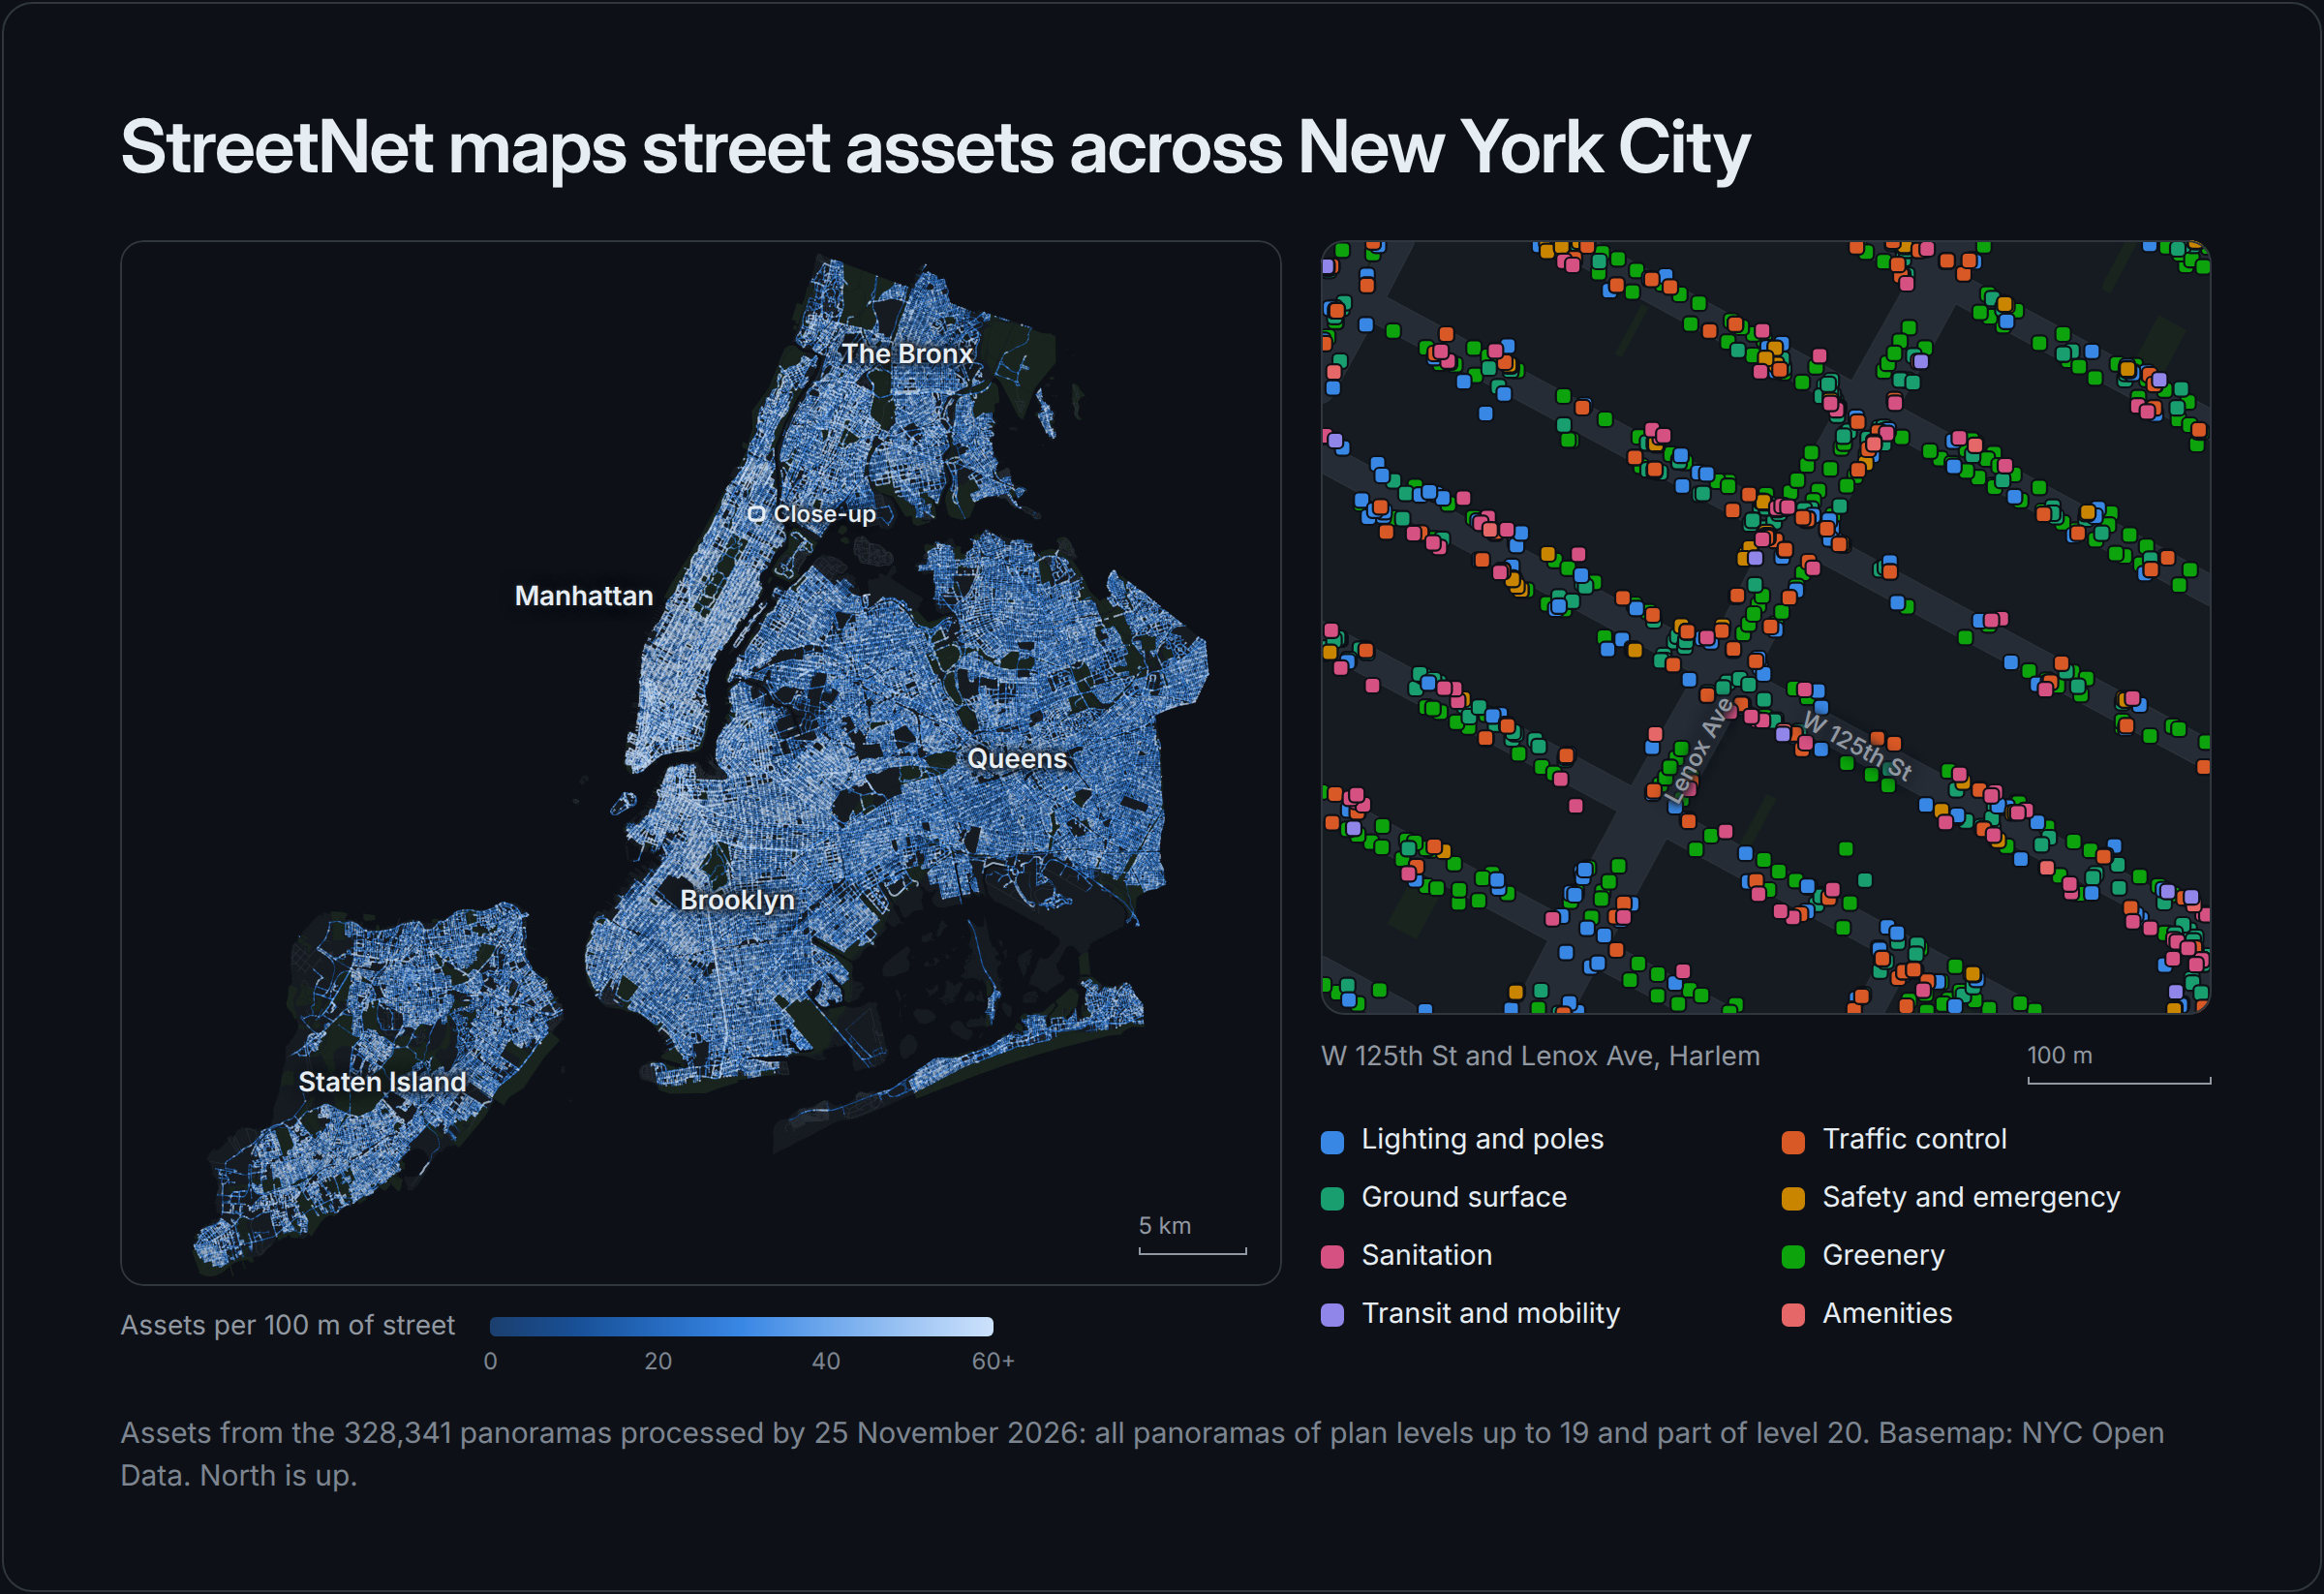 StreetNet maps street assets across New York City
The Bronx
Close-up
Manhattan
Queens
Brooklyn
Staten Island
5 km
Assets per 100 m of street
0 20 40 60+
Lenox Ave
W 125th St
W 125th St and Lenox Ave, Harlem
100 m
Lighting and poles
Traffic control
Ground surface
Safety and emergency
Sanitation
Greenery
Transit and mobility
Amenities
Assets from the 328,341 panoramas processed by 25 November 2026: all panoramas of plan levels up to 19 and part of level 20. Basemap: NYC Open
Data. North is up.